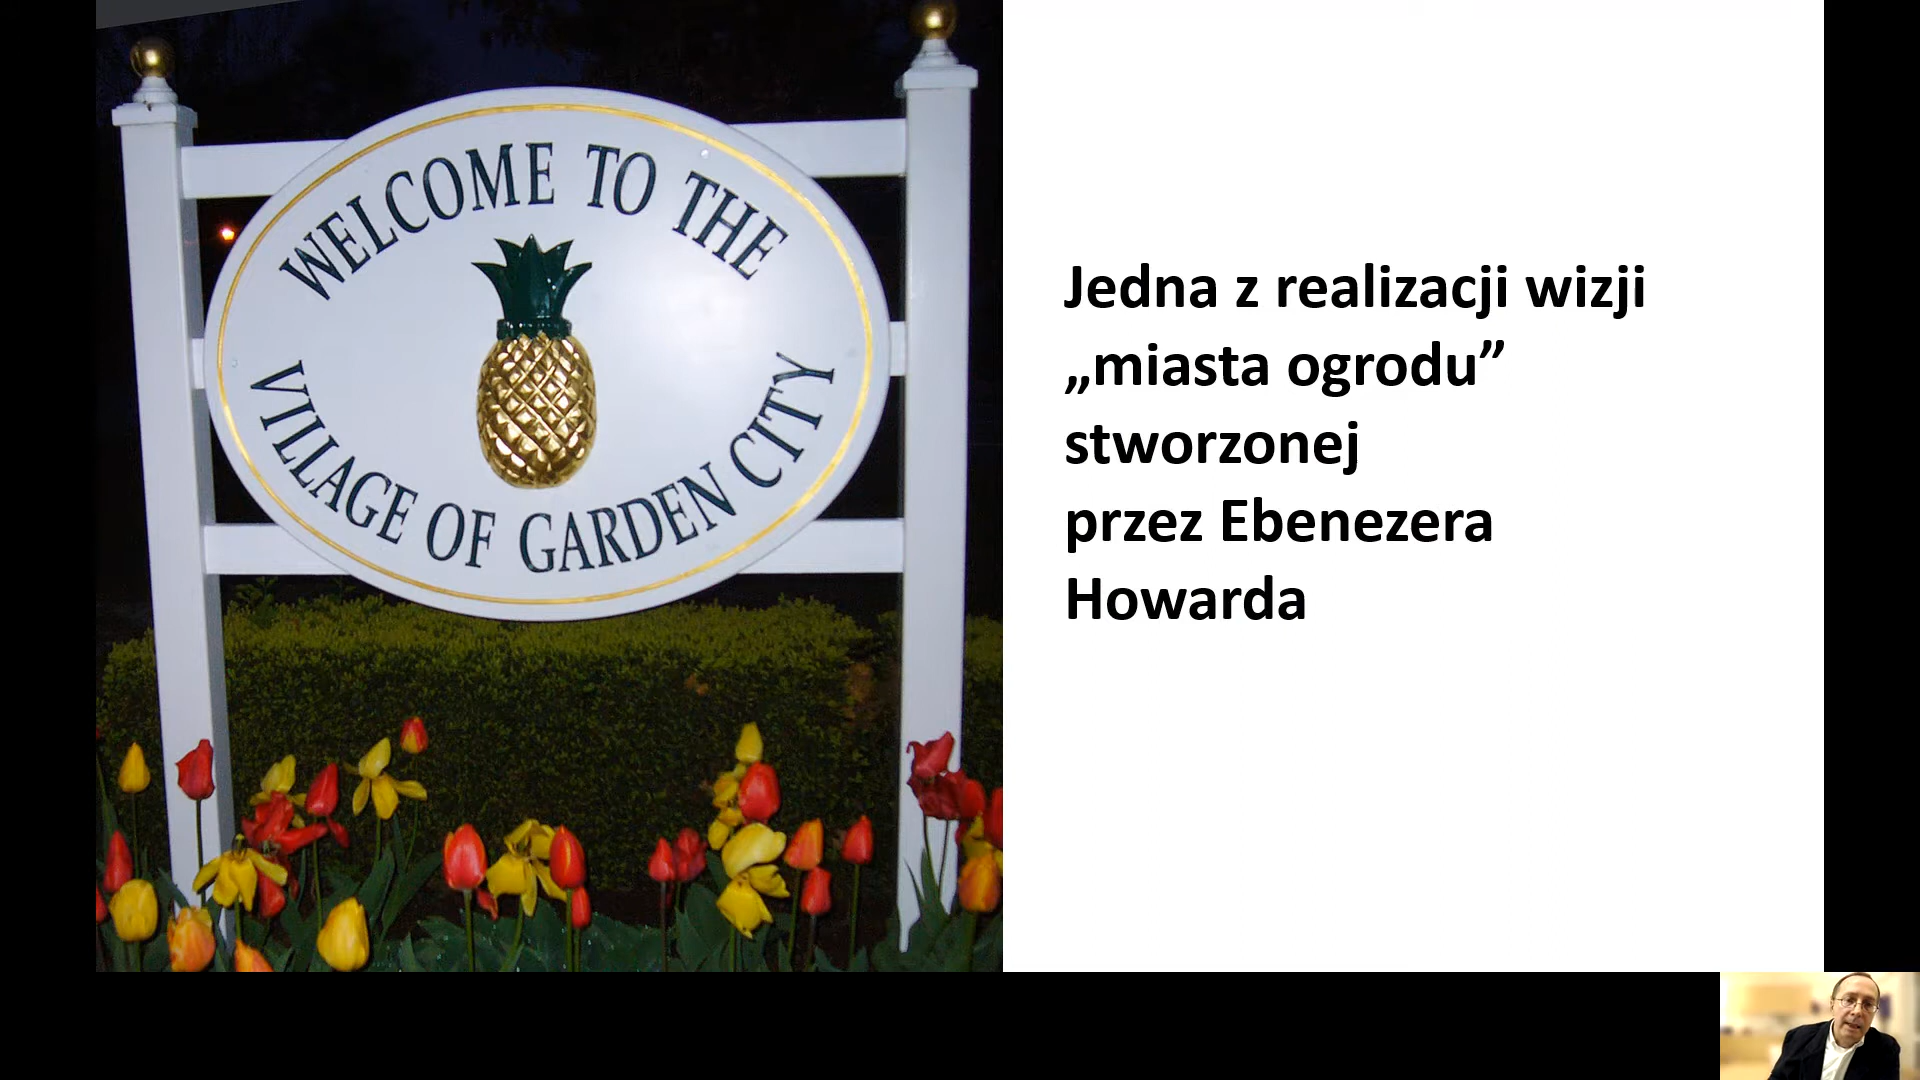 WELCOME TO THE
VILLAGE OF GARDEN CITY
Jedna z realizacji wizji
„miasta ogrodu”
stworzonej
przez Ebenezera
Howarda